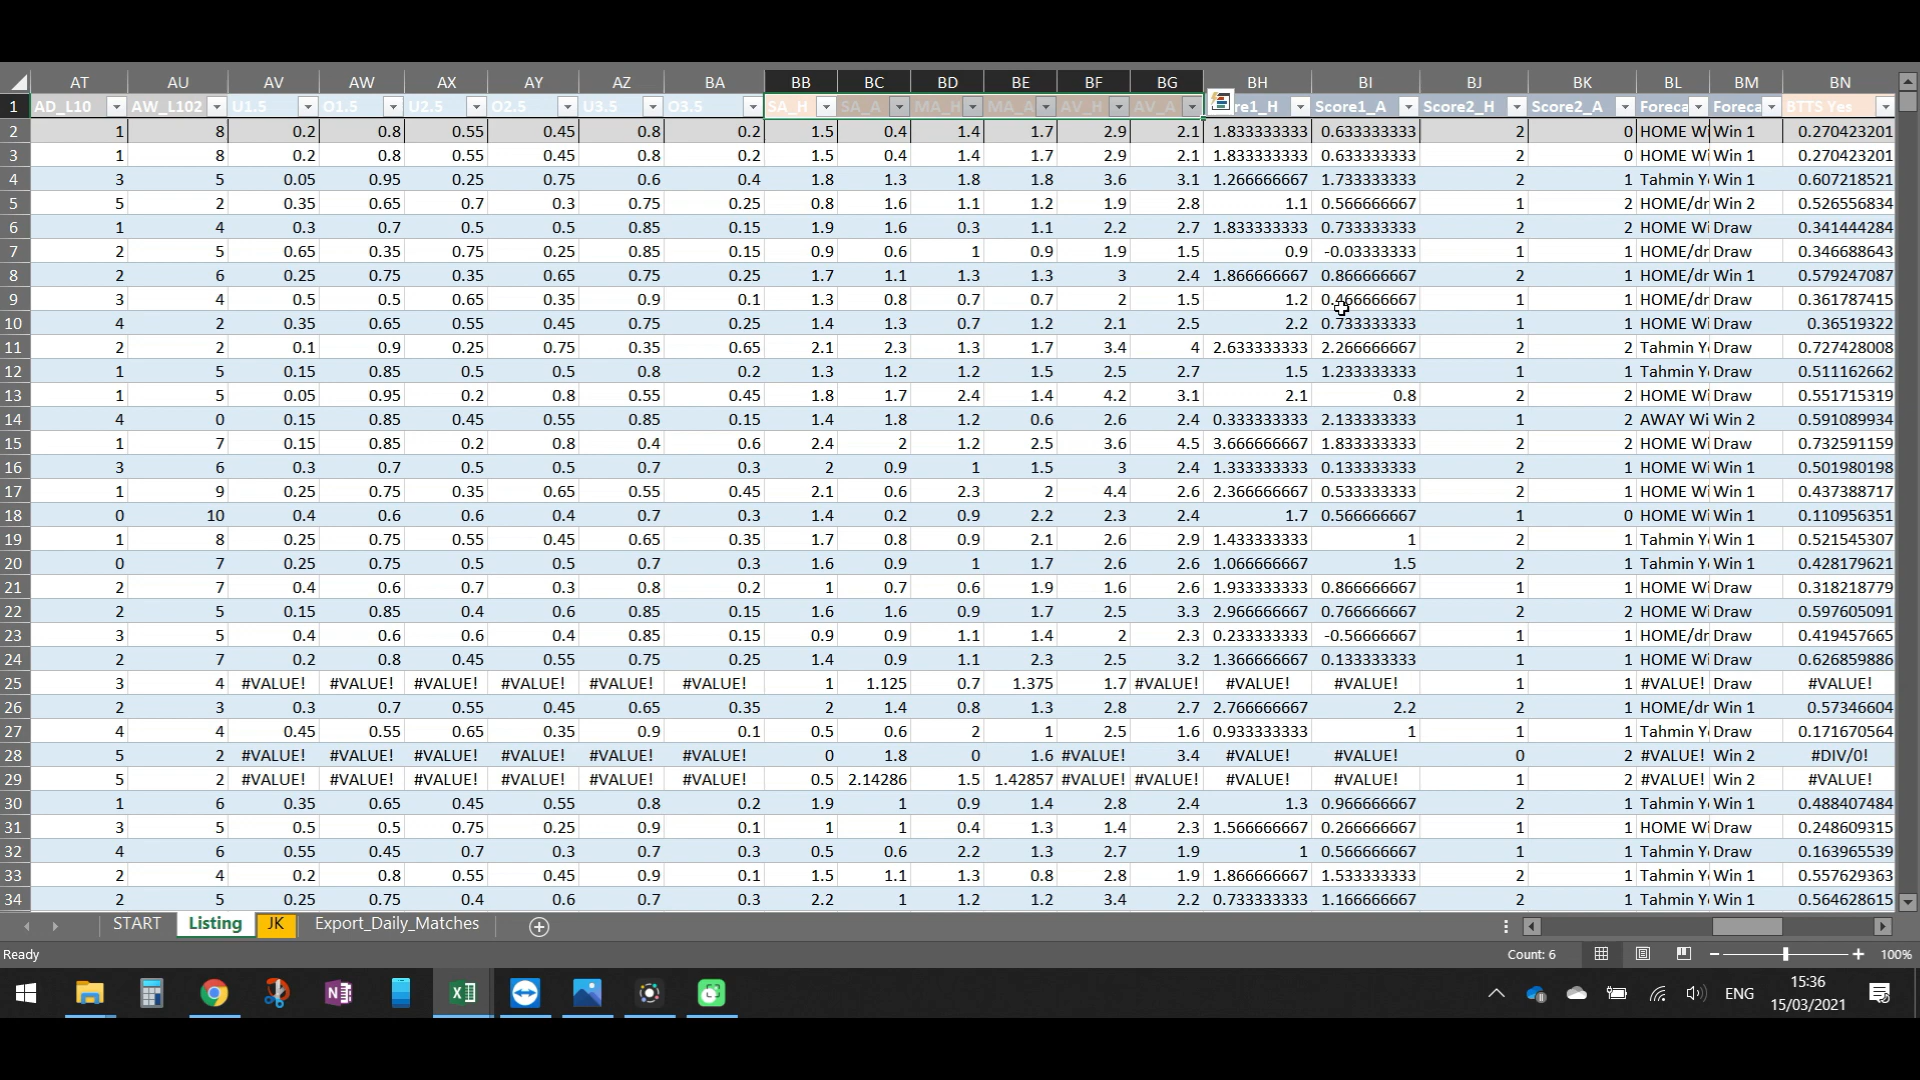 AT AU AV AW AX AY AZ BA BB BC BD BE BF BG BH BI BJ BK BL BM BN
1 AD_L10 AW_L102 U1.5 O1.5 U2.5 O2.5 U3.5 O3.5 SA_H SA_A MA_H MA_A AV_H AV_A re1_H Score1_A Score2_H Score2_A Foreca Foreca BTTS Yes
2 1 8 0.2 0.8 0.55 0.45 0.8 0.2 1.5 0.4 1.4 1.7 2.9 2.1 1.833333333 0.633333333 2 0 HOME Wi Win 1 0.270423201
3 1 8 0.2 0.8 0.55 0.45 0.8 0.2 1.5 0.4 1.4 1.7 2.9 2.1 1.833333333 0.633333333 2 0 HOME Wi Win 1 0.270423201
4 3 5 0.05 0.95 0.25 0.75 0.6 0.4 1.8 1.3 1.8 1.8 3.6 3.1 1.266666667 1.733333333 2 1 Tahmin Y Win 1 0.607218521
5 5 2 0.35 0.65 0.7 0.3 0.75 0.25 0.8 1.6 1.1 1.2 1.9 2.8 1.1 0.566666667 1 2 HOME/dr Win 2 0.526556834
6 1 4 0.3 0.7 0.5 0.5 0.85 0.15 1.9 1.6 0.3 1.1 2.2 2.7 1.833333333 0.733333333 2 2 HOME Wi Draw 0.341444284
7 2 5 0.65 0.35 0.75 0.25 0.85 0.15 0.9 0.6 1 0.9 1.9 1.5 0.9 -0.03333333 1 1 HOME/dr Draw 0.346688643
8 2 6 0.25 0.75 0.35 0.65 0.75 0.25 1.7 1.1 1.3 1.3 3 2.4 1.866666667 0.866666667 2 1 HOME/dr Win 1 0.579247087
9 3 4 0.5 0.5 0.65 0.35 0.9 0.1 1.3 0.8 0.7 0.7 2 1.5 1.2 0.466666667 1 1 HOME/dr Draw 0.361787415
10 4 2 0.35 0.65 0.55 0.45 0.75 0.25 1.4 1.3 0.7 1.2 2.1 2.5 2.2 0.733333333 1 1 HOME Wi Draw 0.36519322
11 2 2 0.1 0.9 0.25 0.75 0.35 0.65 2.1 2.3 1.3 1.7 3.4 4 2.633333333 2.266666667 2 2 Tahmin Y Draw 0.727428008
12 1 5 0.15 0.85 0.5 0.5 0.8 0.2 1.3 1.2 1.2 1.5 2.5 2.7 1.5 1.233333333 1 1 Tahmin Y Draw 0.511162662
13 1 5 0.05 0.95 0.2 0.8 0.55 0.45 1.8 1.7 2.4 1.4 4.2 3.1 2.1 0.8 2 2 HOME Wi Draw 0.551715319
14 4 0 0.15 0.85 0.45 0.55 0.85 0.15 1.4 1.8 1.2 0.6 2.6 2.4 0.333333333 2.133333333 1 2 AWAY Wi Win 2 0.591089934
15 1 7 0.15 0.85 0.2 0.8 0.4 0.6 2.4 2 1.2 2.5 3.6 4.5 3.666666667 1.833333333 2 2 HOME Wi Draw 0.732591159
16 3 6 0.3 0.7 0.5 0.5 0.7 0.3 2 0.9 1 1.5 3 2.4 1.333333333 0.133333333 2 1 HOME Wi Win 1 0.501980198
17 1 9 0.25 0.75 0.35 0.65 0.55 0.45 2.1 0.6 2.3 2 4.4 2.6 2.366666667 0.533333333 2 1 HOME Wi Win 1 0.437388717
18 0 10 0.4 0.6 0.6 0.4 0.7 0.3 1.4 0.2 0.9 2.2 2.3 2.4 1.7 0.566666667 1 0 HOME Wi Win 1 0.110956351
19 1 8 0.25 0.75 0.55 0.45 0.65 0.35 1.7 0.8 0.9 2.1 2.6 2.9 1.433333333 1 2 1 Tahmin Y Win 1 0.521545307
20 0 7 0.25 0.75 0.5 0.5 0.7 0.3 1.6 0.9 1 1.7 2.6 2.6 1.066666667 1.5 2 1 Tahmin Y Win 1 0.428179621
21 2 7 0.4 0.6 0.7 0.3 0.8 0.2 1 0.7 0.6 1.9 1.6 2.6 1.933333333 0.866666667 1 1 HOME Wi Draw 0.318218779
22 2 5 0.15 0.85 0.4 0.6 0.85 0.15 1.6 1.6 0.9 1.7 2.5 3.3 2.966666667 0.766666667 2 2 HOME Wi Draw 0.597605091
23 3 5 0.4 0.6 0.6 0.4 0.85 0.15 0.9 0.9 1.1 1.4 2 2.3 0.233333333 -0.56666667 1 1 HOME/dr Draw 0.419457665
24 2 7 0.2 0.8 0.45 0.55 0.75 0.25 1.4 0.9 1.1 2.3 2.5 3.2 1.366666667 0.133333333 1 1 HOME Wi Draw 0.626859886
25 3 4 #VALUE! #VALUE! #VALUE! #VALUE! #VALUE! #VALUE! 1 1.125 0.7 1.375 1.7 #VALUE! #VALUE! #VALUE! 1 1 #VALUE! Draw #VALUE!
26 2 3 0.3 0.7 0.55 0.45 0.65 0.35 2 1.4 0.8 1.3 2.8 2.7 2.766666667 2.2 2 1 HOME/dr Win 1 0.57346604
27 4 4 0.45 0.55 0.65 0.35 0.9 0.1 0.5 0.6 2 1 2.5 1.6 0.933333333 1 1 1 Tahmin Y Draw 0.171670564
28 5 2 #VALUE! #VALUE! #VALUE! #VALUE! #VALUE! #VALUE! 0 1.8 0 1.6 #VALUE! 3.4 #VALUE! #VALUE! 0 2 #VALUE! Win 2 #DIV/0!
29 5 2 #VALUE! #VALUE! #VALUE! #VALUE! #VALUE! #VALUE! 0.5 2.14286 1.5 1.42857 #VALUE! #VALUE! #VALUE! #VALUE! 1 2 #VALUE! Win 2 #VALUE!
30 1 6 0.35 0.65 0.45 0.55 0.8 0.2 1.9 1 0.9 1.4 2.8 2.4 1.3 0.966666667 2 1 Tahmin Y Win 1 0.488407484
31 3 5 0.5 0.5 0.75 0.25 0.9 0.1 1 1 0.4 1.3 1.4 2.3 1.566666667 0.266666667 1 1 HOME Wi Draw 0.248609315
32 4 6 0.55 0.45 0.7 0.3 0.7 0.3 0.5 0.6 2.2 1.3 2.7 1.9 1 0.566666667 1 1 Tahmin Y Draw 0.163965539
33 2 4 0.2 0.8 0.55 0.45 0.9 0.1 1.5 1.1 1.3 0.8 2.8 1.9 1.866666667 1.533333333 2 1 Tahmin Y Win 1 0.557629363
34 2 5 0.25 0.75 0.4 0.6 0.7 0.3 2.2 1 1.2 1.2 3.4 2.2 0.733333333 1.166666667 2 1 Tahmin Y Win 1 0.564628615
START Listing JK Export_Daily_Matches
Ready Count: 6 100%
ENG 15:36
15/03/2021